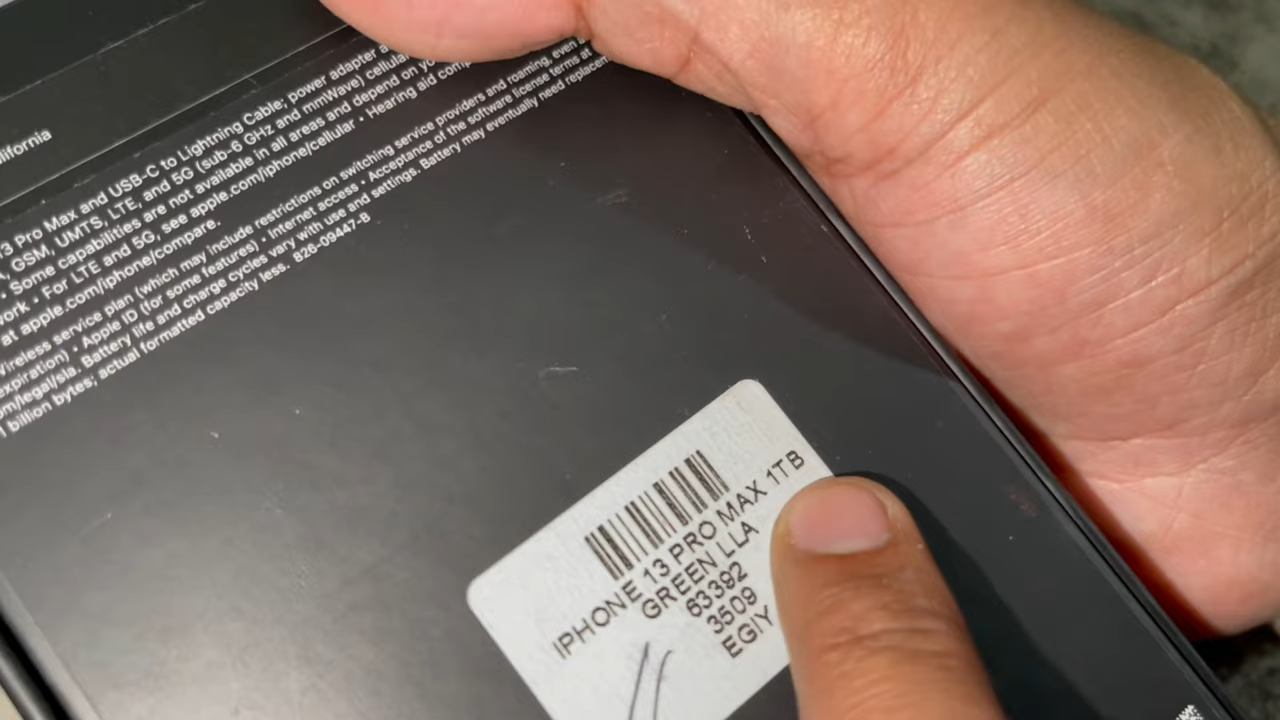 lifornia
13 Pro Max and USB-C to Lightning Cable; power adapter
GSM, UMTS, LTE, and 5G (sub-6 GHz and mmWave) cellular
• Some capabilities are not available in all areas and depend on
work • For LTE and 5G, see apple.com/iphone/cellular • Hearing aid
at apple.com/iphone/compare.
Wireless service plan (which may include restrictions on switching service providers and roaming, even
expiration) • Apple ID (for some features) • Internet access • Acceptance of the software license terms at
om/legal/sla. Battery life and charge cycles vary with use and settings. Battery may eventually need replacem
1 billion bytes; actual formatted capacity less. B26-09447-B
IPHONE 13 PRO MAX 1TB
GREEN LLA
63392
3509
EGIY